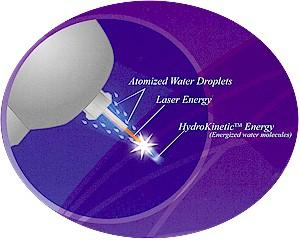 Atomized Water Droplets
Laser Energy
HydroKinetic™ Energy
(Energized water molecules)